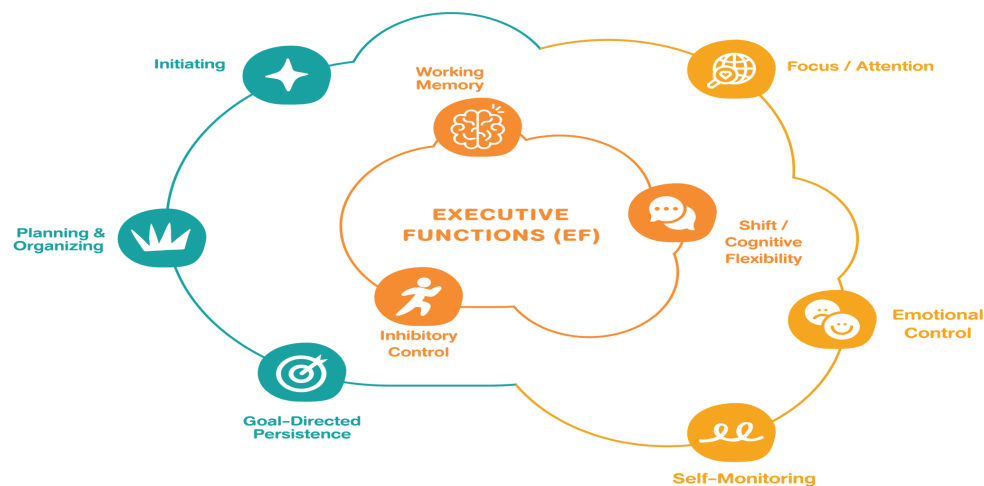 Initiating
Working
Memory
Focus / Attention
EXECUTIVE
FUNCTIONS (EF)
Shift /
Cognitive
Flexibility
Planning &
Organizing
Inhibitory
Control
Emotional
Control
Goal-Directed
Persistence
Self-Monitoring